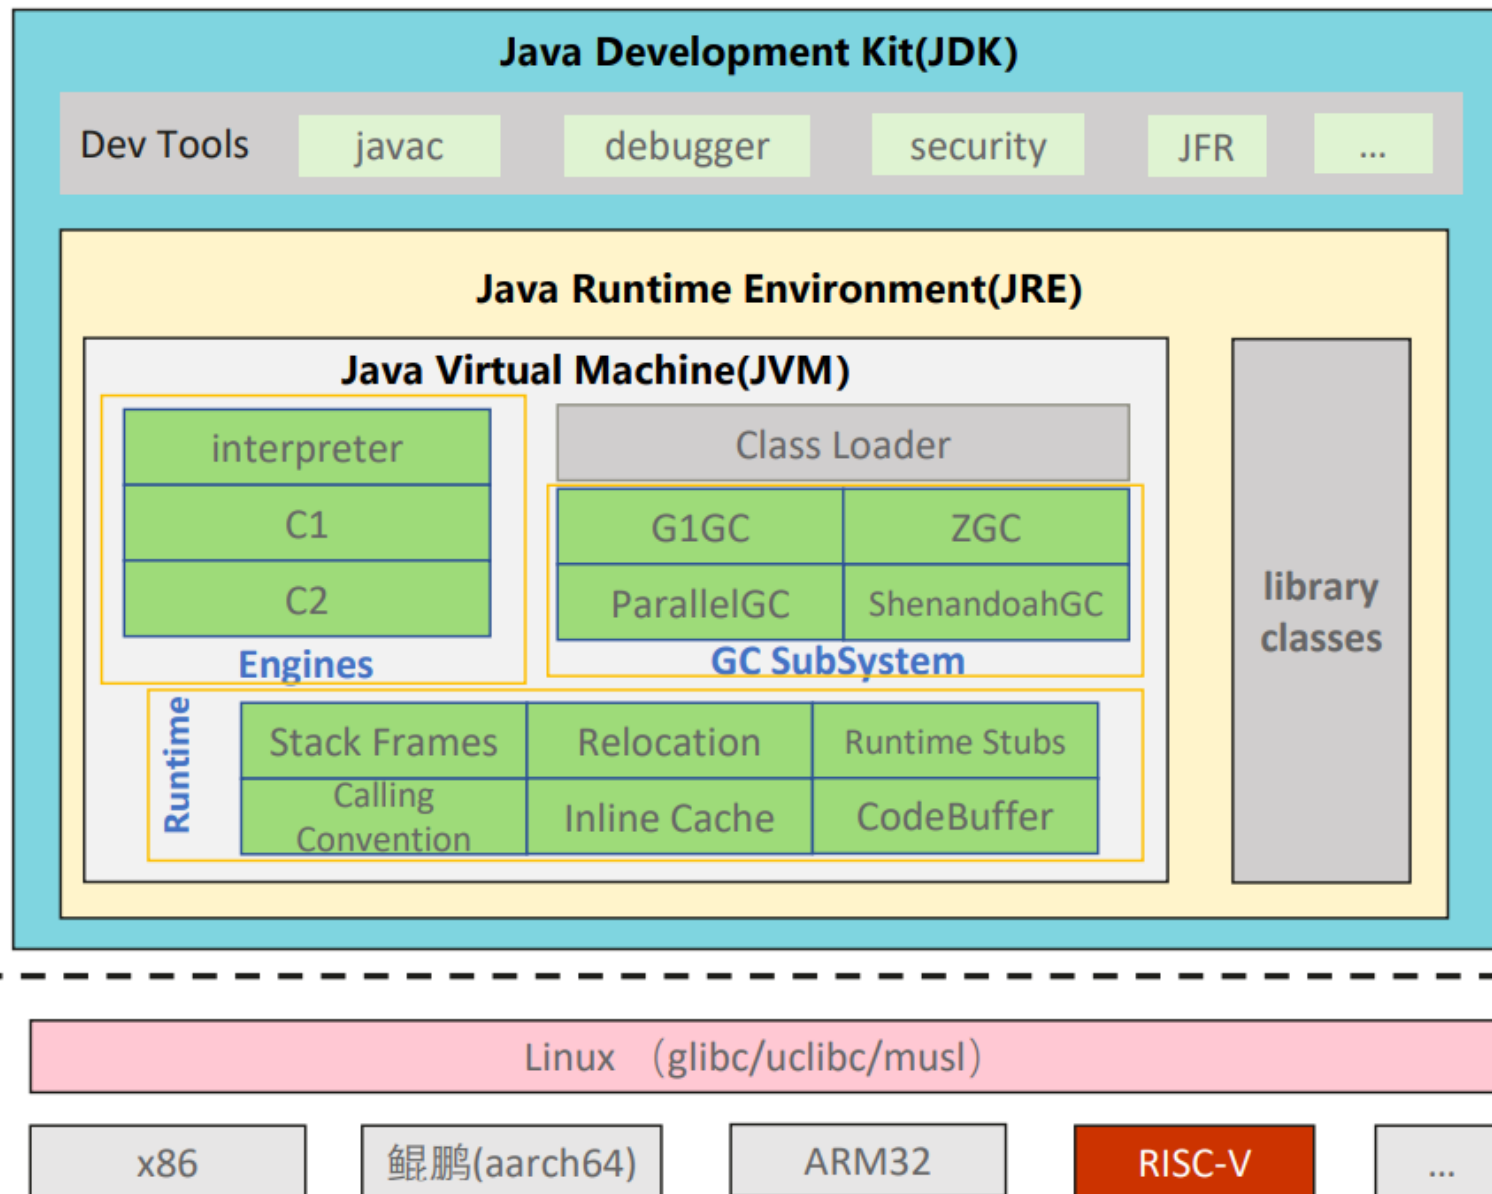 Java Development Kit(JDK)
Dev Tools javac debugger security JFR ...
Java Runtime Environment(JRE)
Java Virtual Machine(JVM)
interpreter
C1
C2
Engines
Class Loader
G1GC ZGC
ParallelGC ShenandoahGC
GC SubSystem
Runtime
Stack Frames Relocation Runtime Stubs
Calling
Convention
Inline Cache CodeBuffer
library
classes
Linux （glibc/uclibc/musl）
x86 鲲鹏(aarch64) ARM32 RISC-V ...